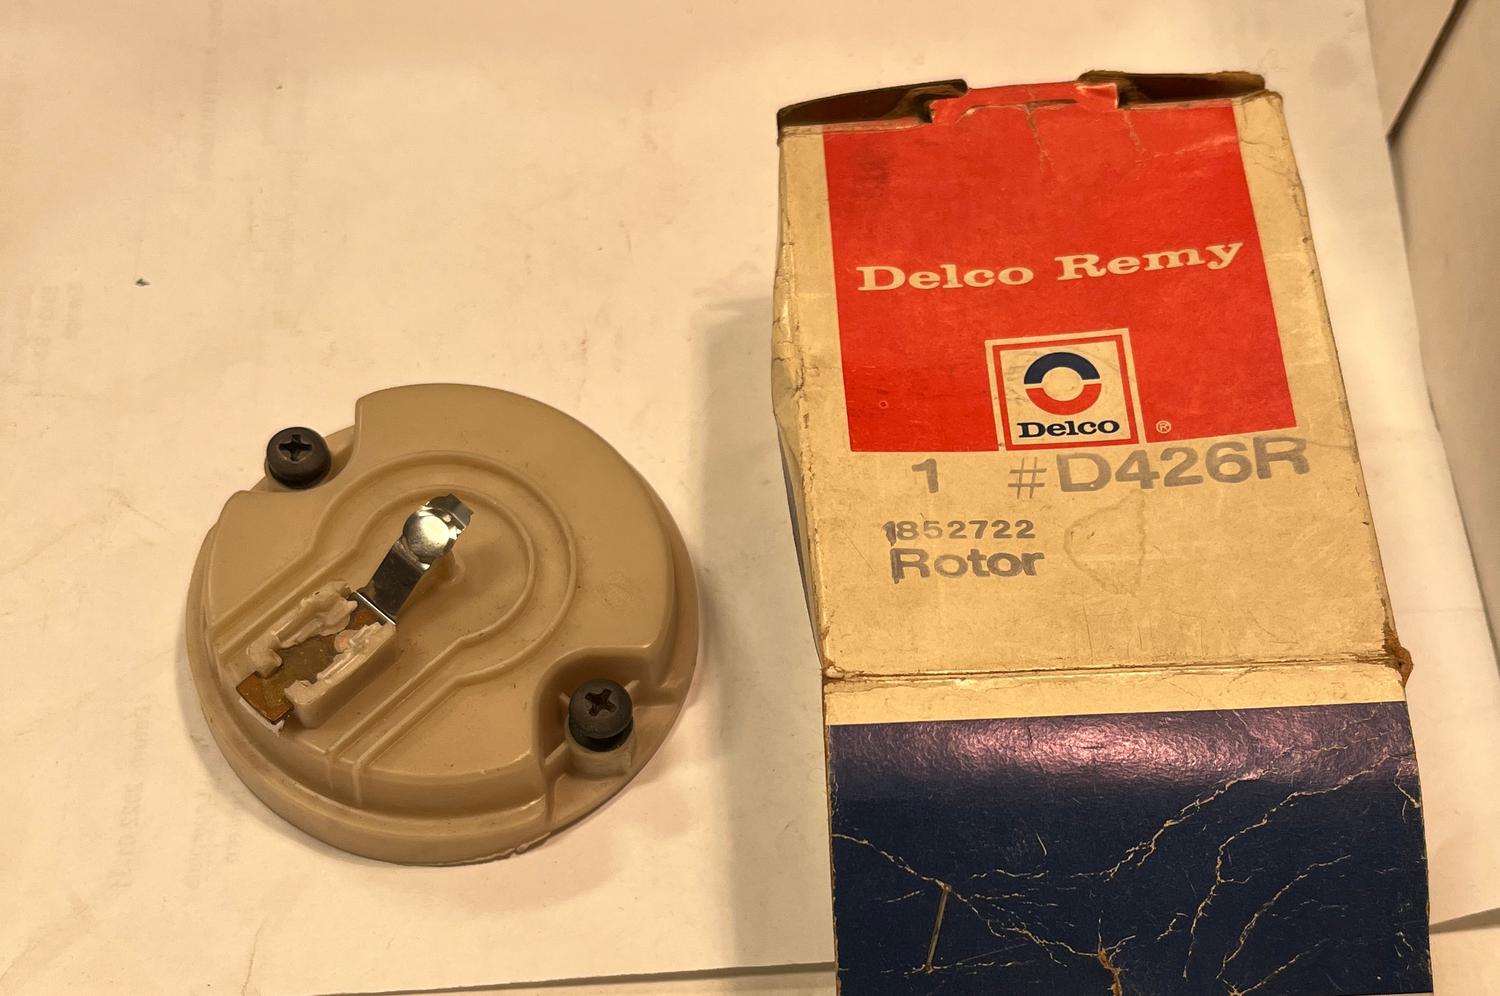 Delco Remy
Delco ®
1 #D426R
1852722
Rotor